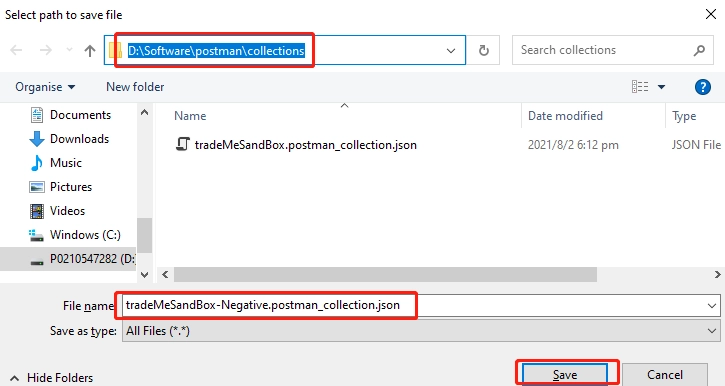 Select path to save file
D:\Software\postman\collections
Search collections
Organise
New folder
?
Documents
Downloads
Music
Pictures
Videos
Windows (C:)
P0210547282 (D:
Name
Date modified
Type
tradeMeSandBox.postman_collection.json
2021/8/2 6:12 pm
JSON File
File name:
tradeMeSandBox-Negative.postman_collection.json
Save as type:
All Files (*.*)
Hide Folders
Save
Cancel